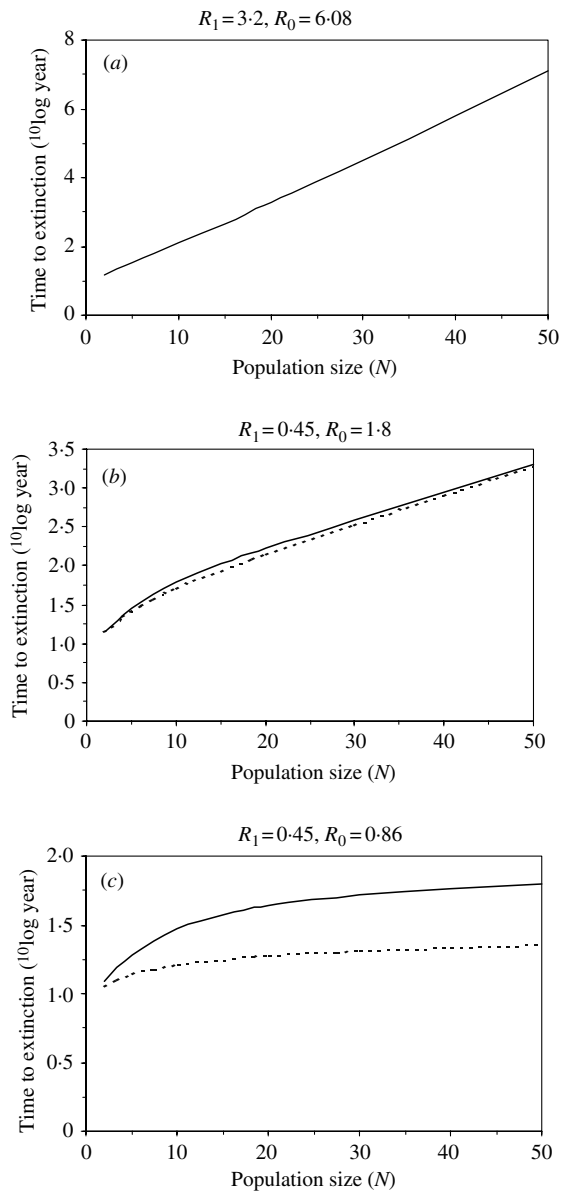 R₁=3·2, R₀=6·08
(a)
Time to extinction (¹⁰log year)
8
6
4
2
0
0 10 20 30 40 50
Population size (N)
R₁=0·45, R₀=1·8
(b)
Time to extinction (¹⁰log year)
3·5
3·0
2·5
2·0
1·5
1·0
0·5
0
0 10 20 30 40 50
Population size (N)
R₁=0·45, R₀=0·86
(c)
Time to extinction (¹⁰log year)
2·0
1·5
1·0
0·5
0
0 10 20 30 40 50
Population size (N)